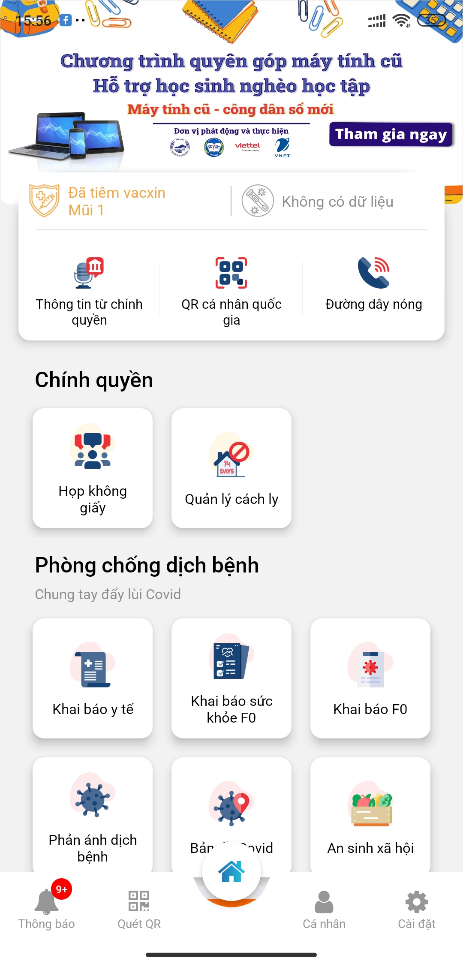 15:56
Chương trình quyên góp máy tính cũ
Hỗ trợ học sinh nghèo học tập
Máy tính cũ - công dân số mới
Đơn vị phát động và thực hiện
viettel
VNPT
Tham gia ngay
Đã tiêm vacxin
Mũi 1
Không có dữ liệu
Thông tin từ chính
quyền
QR cá nhân quốc
gia
Đường dây nóng
Chính quyền
Họp không
giấy
14
DAYS
Quản lý cách ly
Phòng chống dịch bệnh
Chung tay đẩy lùi Covid
Khai báo y tế
Khai báo sức
khỏe F0
Khai báo F0
Phản ánh dịch
bệnh
Covid
An sinh xã hội
9+
Thông báo
Quét QR
Cá nhân
Cài đặt